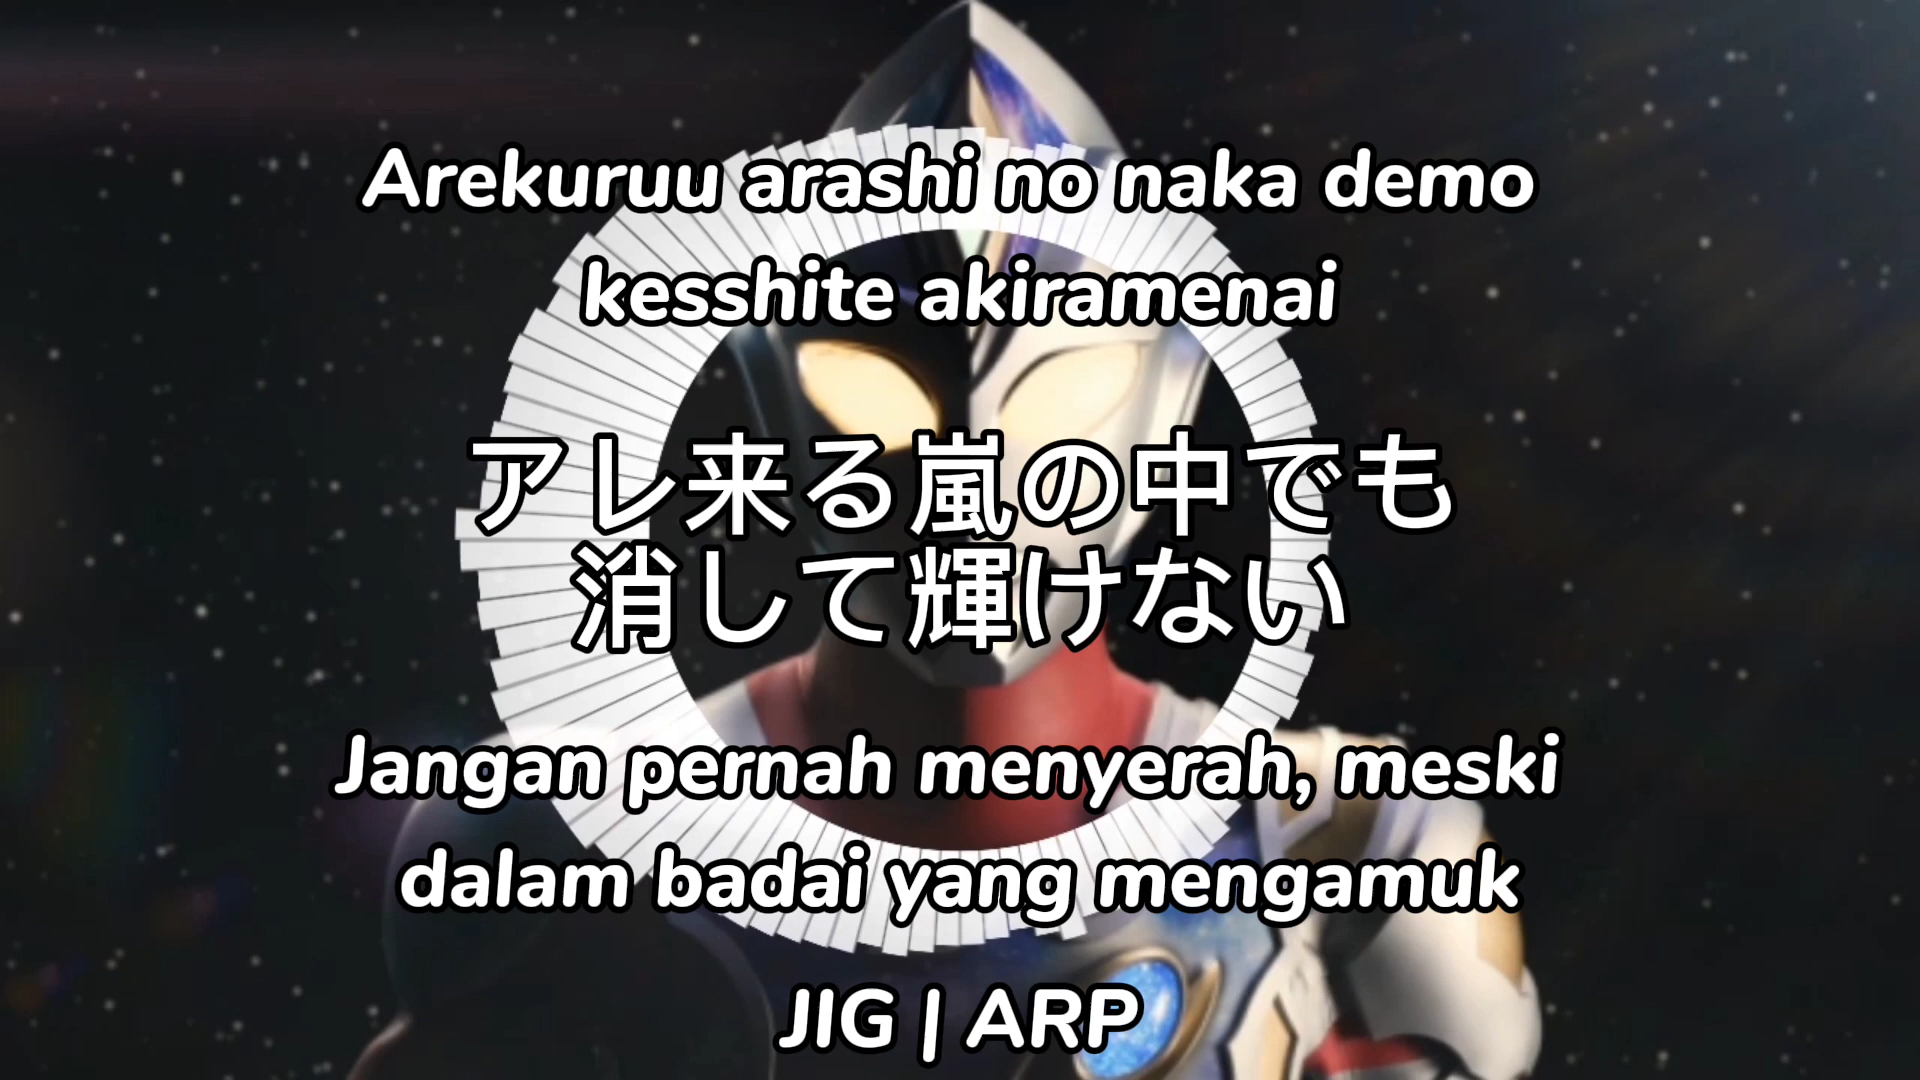 Arekuruu arashi no naka demo
kesshite akiramenai
アレ来る嵐の中でも
消して輝けない
Jangan pernah menyerah, meski
dalam badai yang mengamuk
JIG | ARP